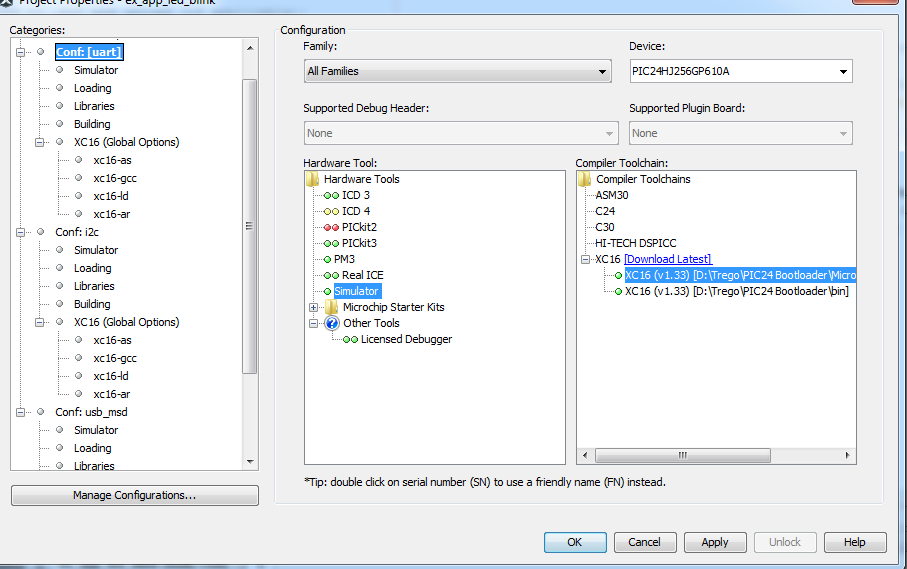 Project Properties - ex_app_led_blink
Categories:
Conf: [uart]
Simulator
Loading
Libraries
Building
XC16 (Global Options)
xc16-as
xc16-gcc
xc16-ld
xc16-ar
Conf: i2c
Simulator
Loading
Libraries
Building
XC16 (Global Options)
xc16-as
xc16-gcc
xc16-ld
xc16-ar
Conf: usb_msd
Simulator
Loading
Libraries
Manage Configurations...
Configuration
Family:
All Families
Device:
PIC24HJ256GP610A
Supported Debug Header:
None
Supported Plugin Board:
None
Hardware Tool:
Hardware Tools
ICD 3
ICD 4
PICkit2
PICkit3
PM3
Real ICE
Simulator
Microchip Starter Kits
Other Tools
Licensed Debugger
Compiler Toolchain:
Compiler Toolchains
ASM30
C24
C30
HI-TECH DSPICC
XC16 [Download Latest]
XC16 (v1.33) [D:\Trego\PIC24 Bootloader\Micro
XC16 (v1.33) [D:\Trego\PIC24 Bootloader\bin]
*Tip: double click on serial number (SN) to use a friendly name (FN) instead.
OK
Cancel
Apply
Unlock
Help